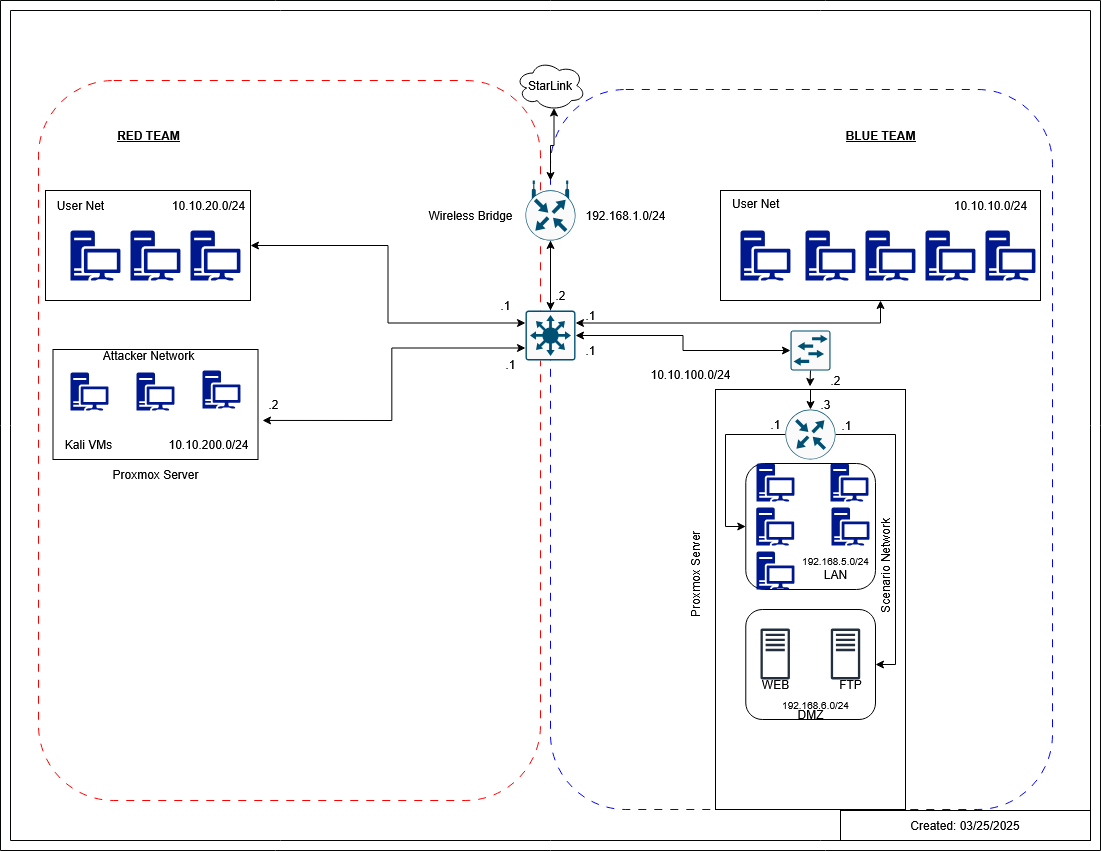 StarLink
RED TEAM
BLUE TEAM
User Net
10.10.20.0/24
Wireless Bridge
192.168.1.0/24
User Net
10.10.10.0/24
.1
.2
.1
.1
.1
Attacker Network
Kali VMs
10.10.200.0/24
.2
Proxmox Server
10.10.100.0/24
.2
.3
.1
.1
192.168.5.0/24
LAN
Proxmox Server
Scenario Network
WEB
FTP
192.168.6.0/24
DMZ
Created: 03/25/2025